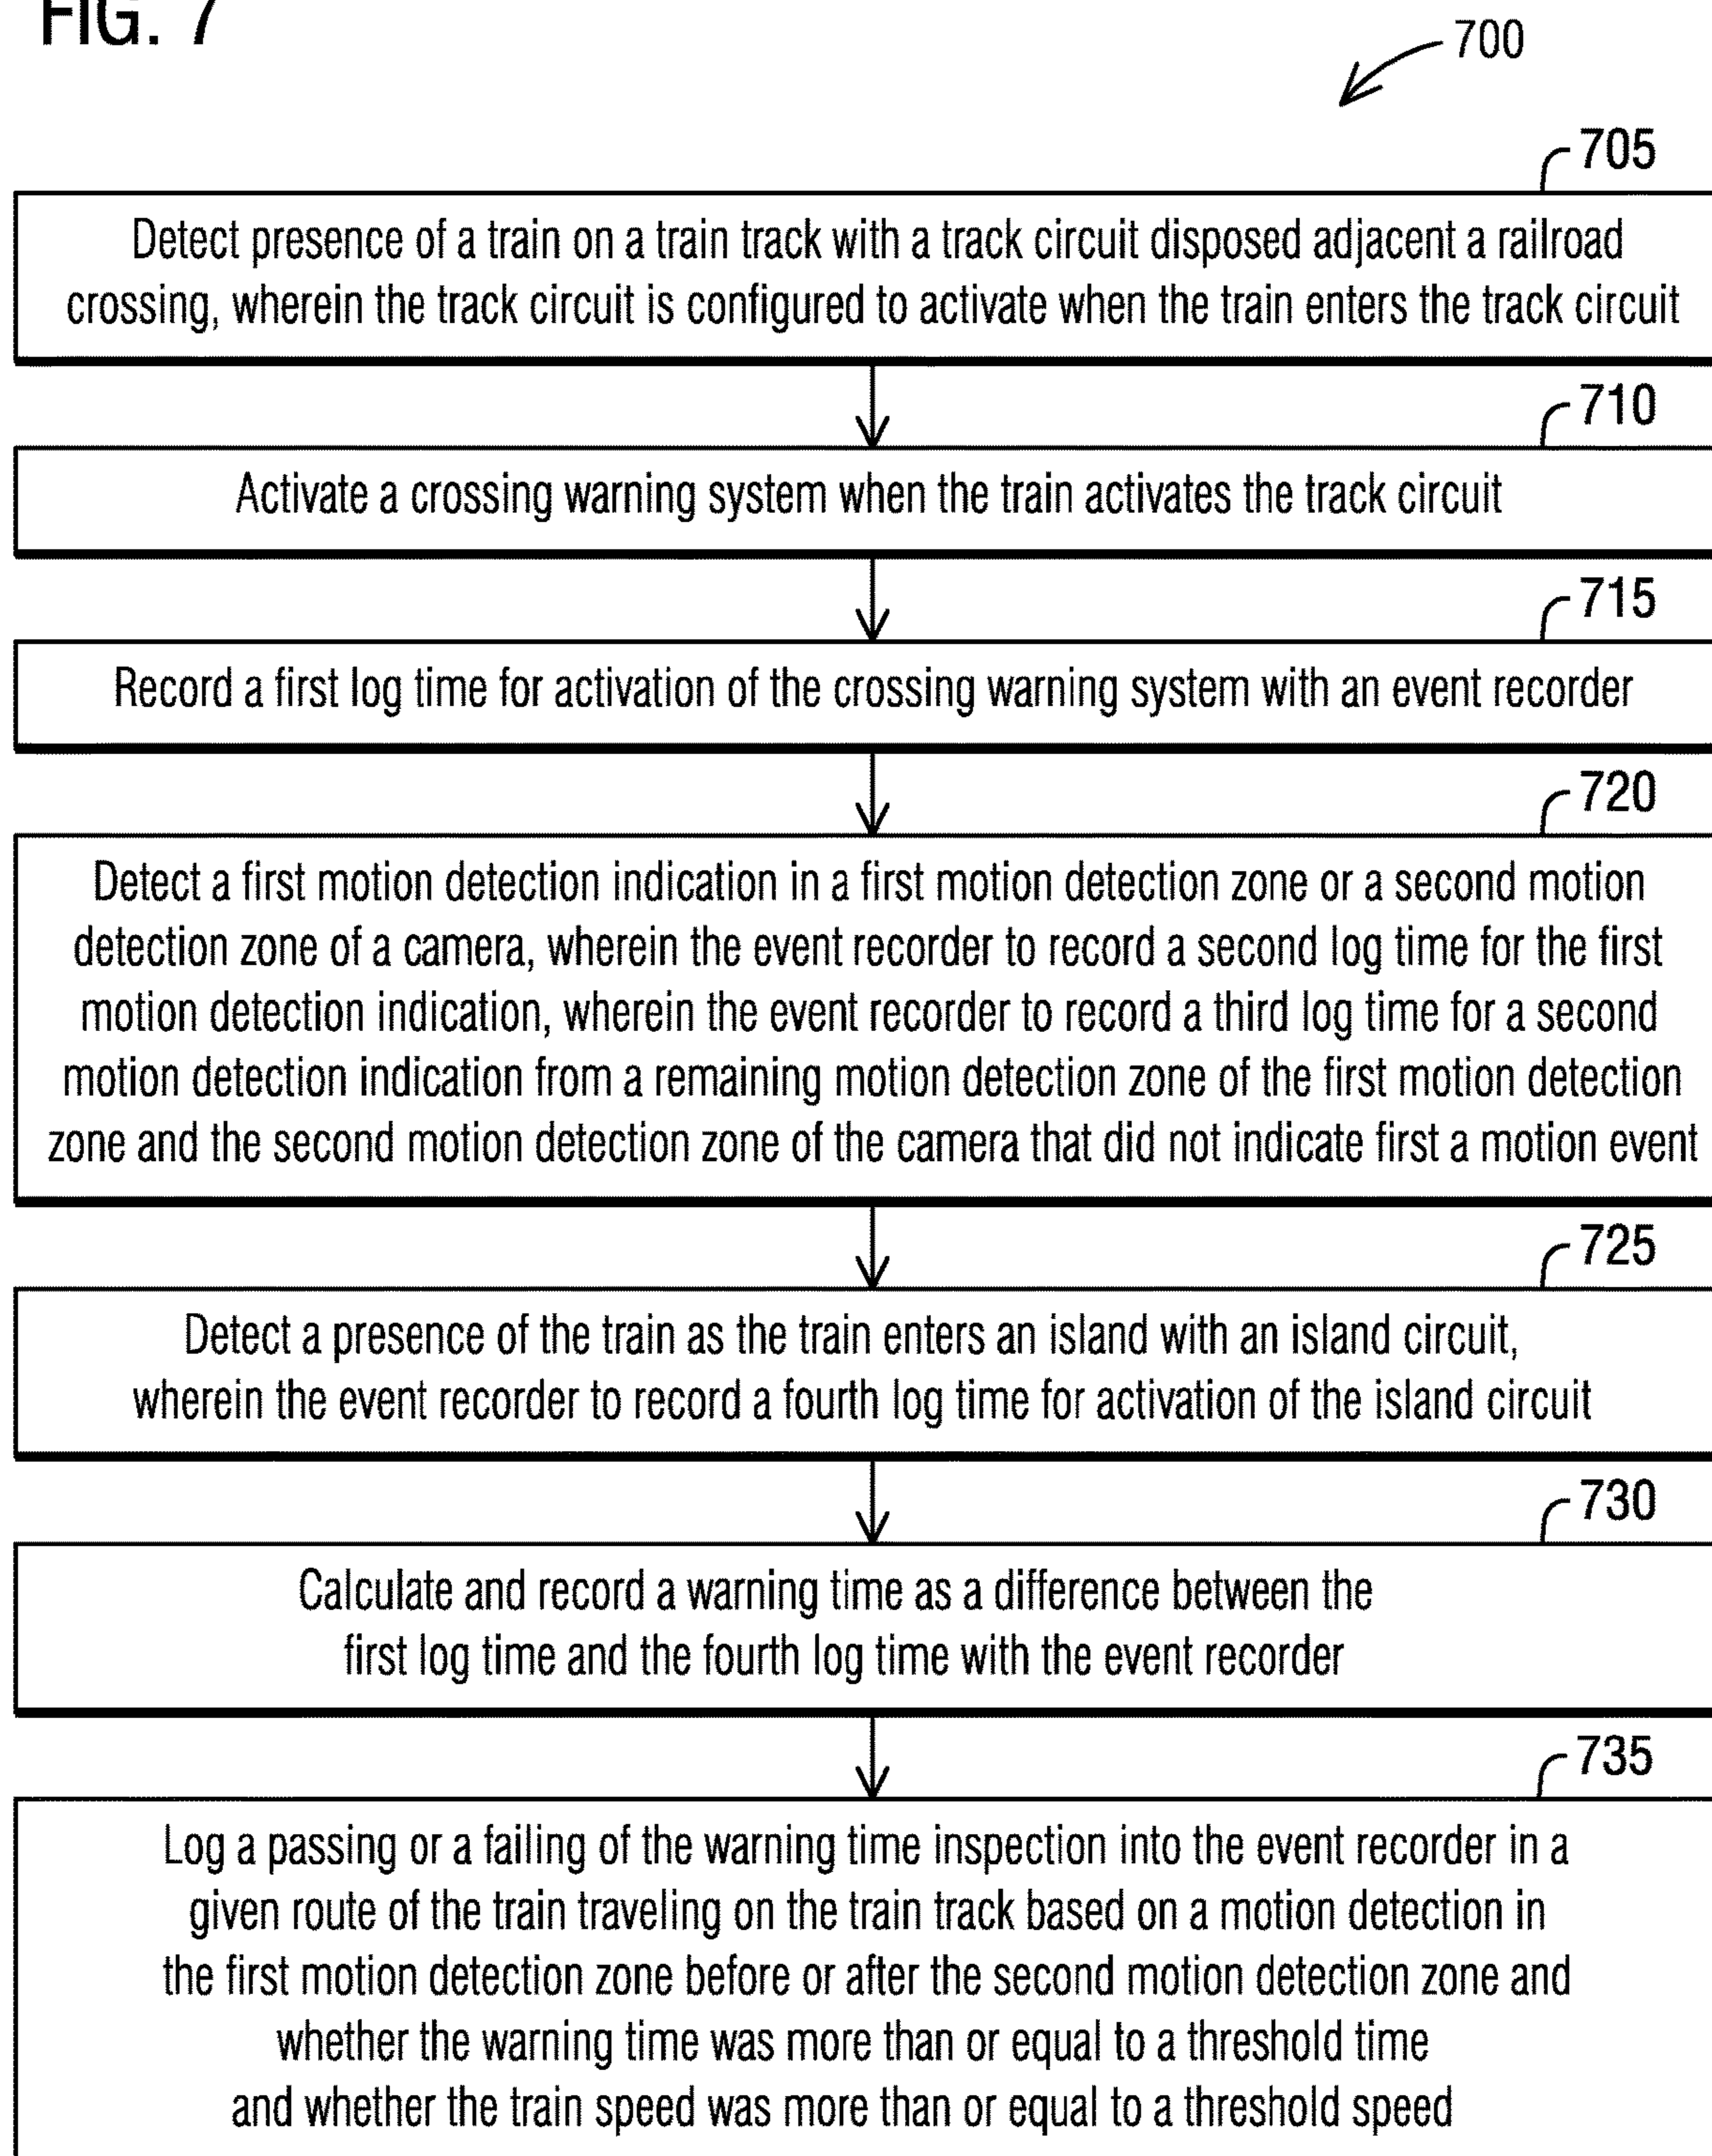 FIG. 7
700
705
Detect presence of a train on a train track with a track circuit disposed adjacent a railroad
crossing, wherein the track circuit is configured to activate when the train enters the track circuit
710
Activate a crossing warning system when the train activates the track circuit
715
Record a first log time for activation of the crossing warning system with an event recorder
720
Detect a first motion detection indication in a first motion detection zone or a second motion
detection zone of a camera, wherein the event recorder to record a second log time for the first
motion detection indication, wherein the event recorder to record a third log time for a second
motion detection indication from a remaining motion detection zone of the first motion detection
zone and the second motion detection zone of the camera that did not indicate first a motion event
725
Detect a presence of the train as the train enters an island with an island circuit,
wherein the event recorder to record a fourth log time for activation of the island circuit
730
Calculate and record a warning time as a difference between the
first log time and the fourth log time with the event recorder
735
Log a passing or a failing of the warning time inspection into the event recorder in a
given route of the train traveling on the train track based on a motion detection in
the first motion detection zone before or after the second motion detection zone and
whether the warning time was more than or equal to a threshold time
and whether the train speed was more than or equal to a threshold speed